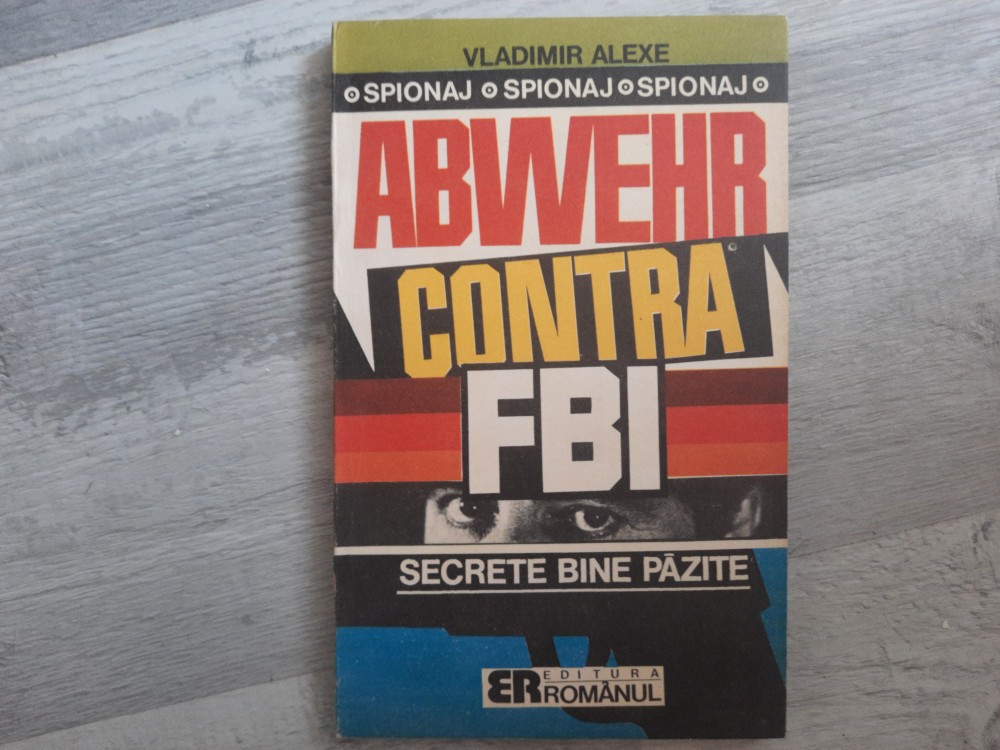 VLADIMIR ALEXE
SPIONAJ SPIONAJ SPIONAJ
ABWEHR
CONTRA
FBI
SECRETE BINE PĂZITE
ER EDITURA
ROMÂNUL